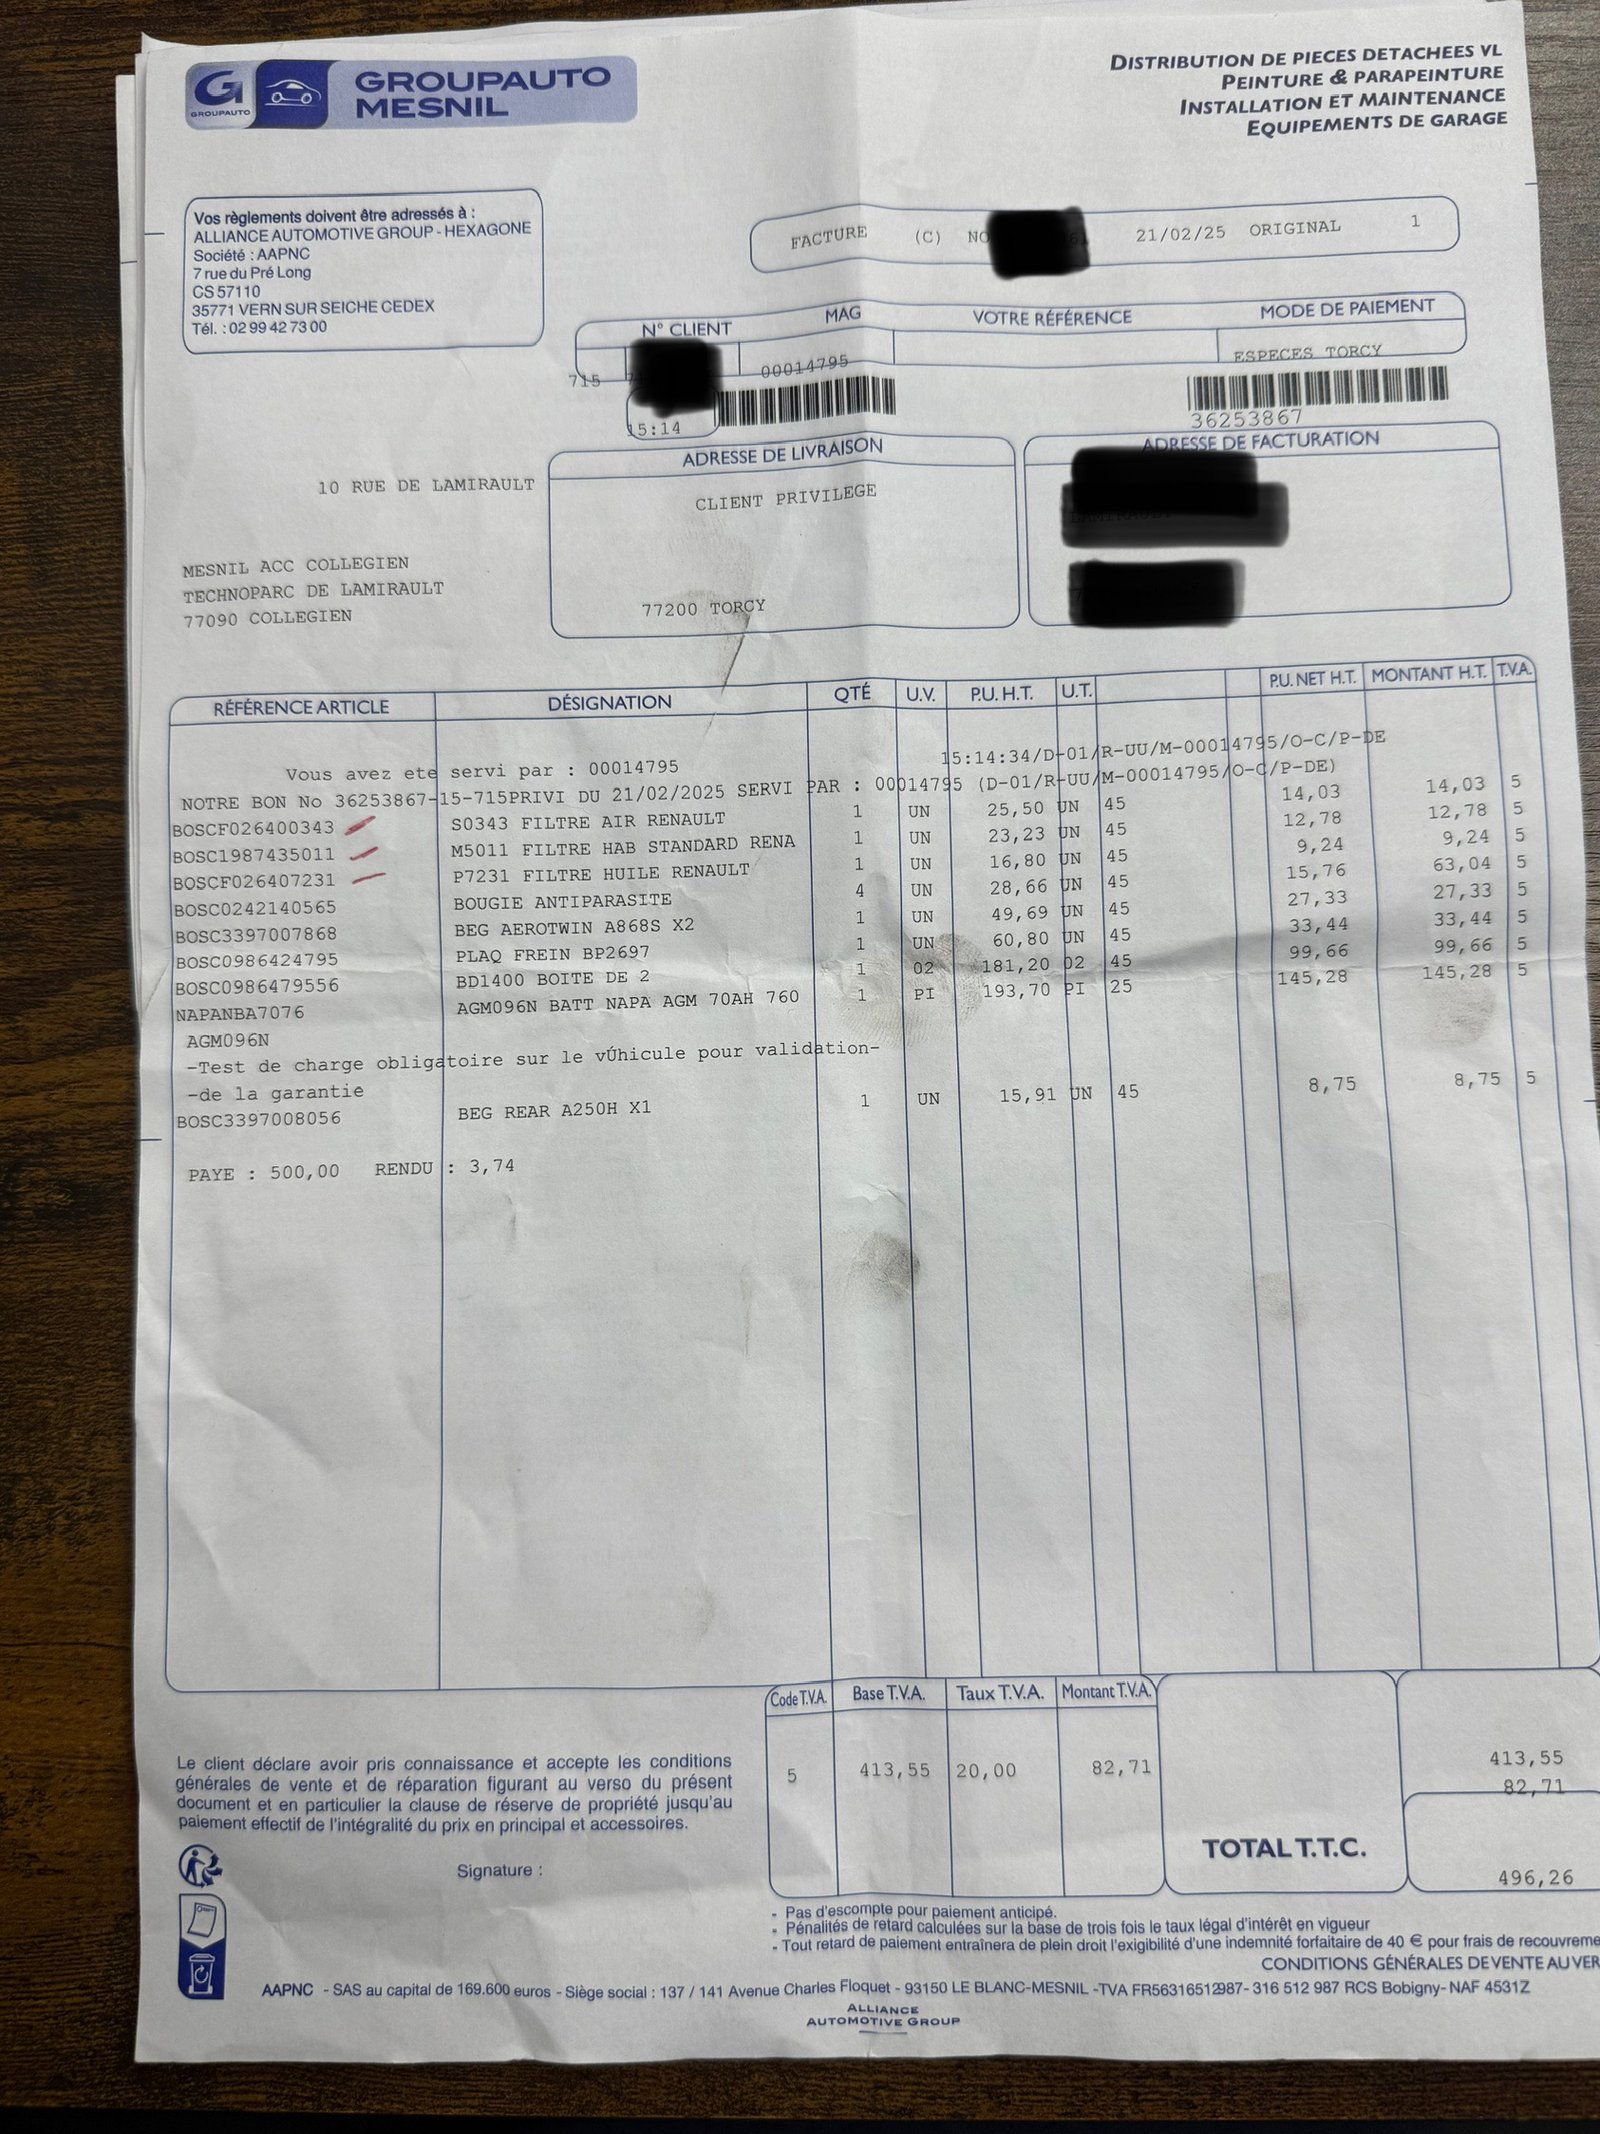 GROUPAUTO
GROUPAUTO
MESNIL
DISTRIBUTION DE PIECES DETACHEES VL
PEINTURE & PARAPEINTURE
INSTALLATION ET MAINTENANCE
EQUIPEMENTS DE GARAGE
Vos règlements doivent être adressés à :
ALLIANCE AUTOMOTIVE GROUP - HEXAGONE
Société : AAPNC
7 rue du Pré Long
CS 57110
35771 VERN SUR SEICHE CEDEX
Tél. : 02 99 42 73 00
FACTURE (C) NO 21/02/25 ORIGINAL 1
N° CLIENT MAG VOTRE RÉFÉRENCE MODE DE PAIEMENT
715 00014795 ESPECES TORCY
15:14 36253867
ADRESSE DE LIVRAISON ADRESSE DE FACTURATION
10 RUE DE LAMIRAULT CLIENT PRIVILEGE
MESNIL ACC COLLEGIEN
TECHNOPARC DE LAMIRAULT
77090 COLLEGIEN
77200 TORCY
RÉFÉRENCE ARTICLE DÉSIGNATION QTÉ U.V. P.U. H.T. U.T. P.U. NET H.T. MONTANT H.T. T.V.A.
Vous avez ete servi par : 00014795 15:14:34/D-01/R-UU/M-00014795/O-C/P-DE
NOTRE BON No 36253867-15-715PRIVI DU 21/02/2025 SERVI PAR : 00014795 (D-01/R-UU/M-00014795/O-C/P-DE)
BOSCF026400343 S0343 FILTRE AIR RENAULT 1 UN 25,50 UN 45 14,03 14,03 5
BOSC1987435011 M5011 FILTRE HAB STANDARD RENA 1 UN 23,23 UN 45 12,78 12,78 5
BOSCF026407231 P7231 FILTRE HUILE RENAULT 1 UN 16,80 UN 45 9,24 9,24 5
BOSC0242140565 BOUGIE ANTIPARASITE 4 UN 28,66 UN 45 15,76 63,04 5
BOSC3397007868 BEG AEROTWIN A868S X2 1 UN 49,69 UN 45 27,33 27,33 5
BOSC0986424795 PLAQ FREIN BP2697 1 UN 60,80 UN 45 33,44 33,44 5
BOSC0986479556 BD1400 BOITE DE 2 1 02 181,20 02 45 99,66 99,66 5
NAPANBA7076 AGM096N BATT NAPA AGM 70AH 760 1 PI 193,70 PI 25 145,28 145,28 5
AGM096N
-Test de charge obligatoire sur le vÚhicule pour validation-
-de la garantie
BOSC3397008056 BEG REAR A250H X1 1 UN 15,91 UN 45 8,75 8,75 5
PAYE : 500,00 RENDU : 3,74
Code T.V.A. Base T.V.A. Taux T.V.A. Montant T.V.A.
5 413,55 20,00 82,71
413,55
82,71
TOTAL T.T.C.
496,26
Le client déclare avoir pris connaissance et accepte les conditions
générales de vente et de réparation figurant au verso du présent
document et en particulier la clause de réserve de propriété jusqu'au
paiement effectif de l'intégralité du prix en principal et accessoires.
Signature :
- Pas d'escompte pour paiement anticipé.
- Pénalités de retard calculées sur la base de trois fois le taux légal d'intérêt en vigueur
- Tout retard de paiement entraînera de plein droit l'exigibilité d'une indemnité forfaitaire de 40 € pour frais de recouvreme
CONDITIONS GÉNÉRALES DE VENTE AU VER
AAPNC - SAS au capital de 169.600 euros - Siège social : 137 / 141 Avenue Charles Floquet - 93150 LE BLANC-MESNIL - TVA FR56316512987- 316 512 987 RCS Bobigny- NAF 4531Z
ALLIANCE
AUTOMOTIVE GROUP